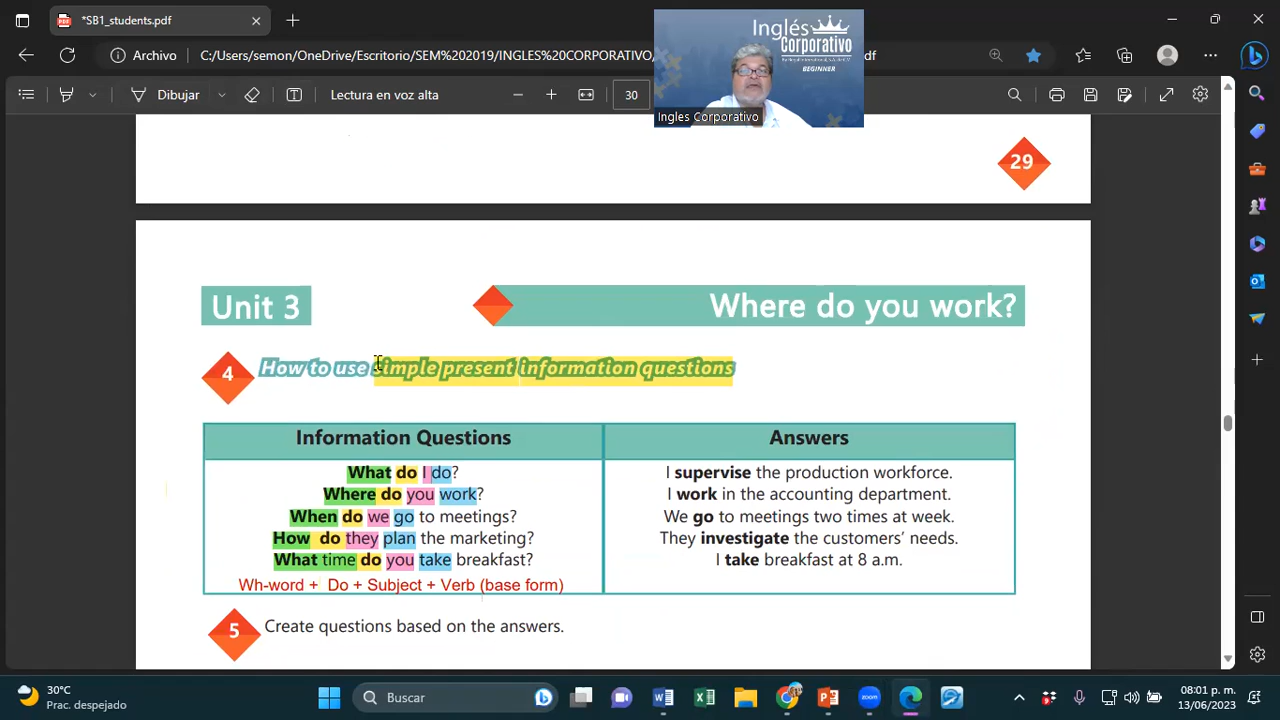 *SB1_students.pdf
Archivo
C:/Users/semon/OneDrive/Escritorio/SEM%202019/INGLES%20CORPORATIVO/
df
Dibujar
Lectura en voz alta
30
Inglés
Corporativo
BEGINNER
Ingles Corporativo
29
Unit 3
Where do you work?
4
How to use simple present information questions
Information Questions
Answers
What do I do?
I supervise the production workforce.
Where do you work?
I work in the accounting department.
When do we go to meetings?
We go to meetings two times at week.
How do they plan the marketing?
They investigate the customers' needs.
What time do you take breakfast?
I take breakfast at 8 a.m.
Wh-word + Do + Subject + Verb (base form)
5
Create questions based on the answers.
30°C
Prac. despejado
Buscar
08:01 p. m.
13/06/2023